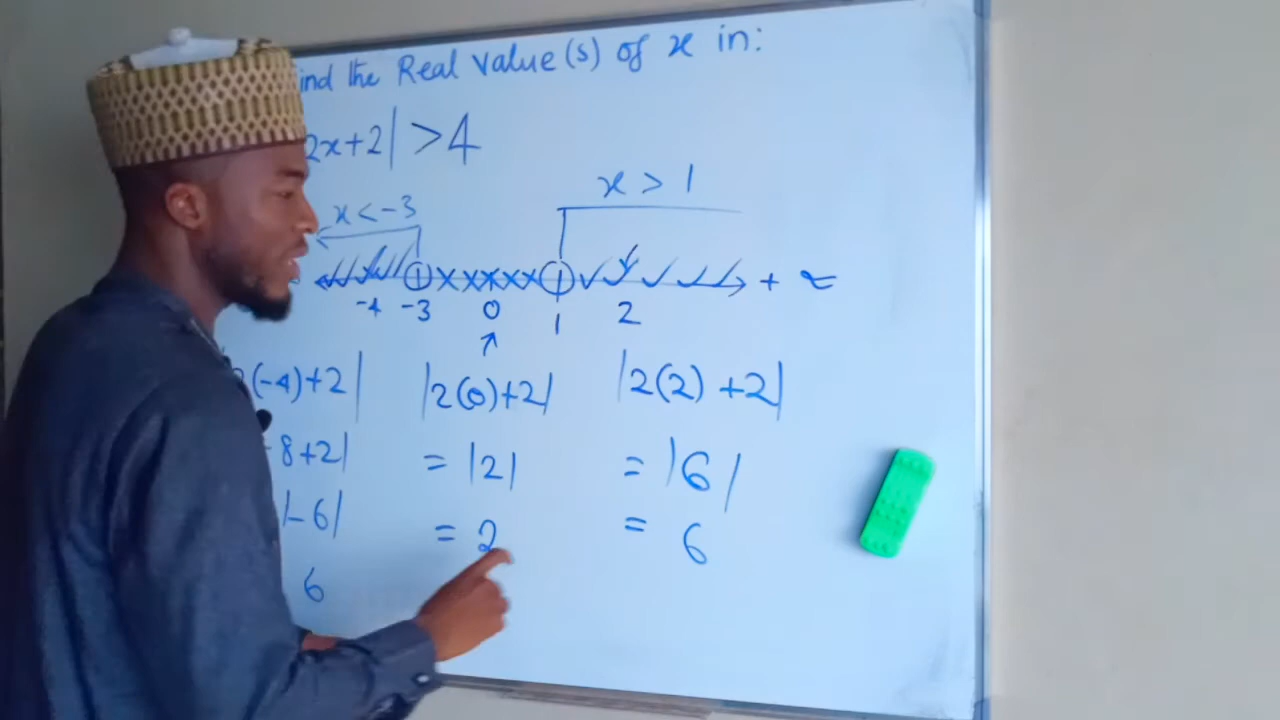 ind the Real value(s) of x in:
2x+2| >4
x < -3
x > 1
+ ~
-4 -3 0 1 2
(-4)+2| |2(0)+2| |2(2) +2|
8+2| = |2| = |6|
|-6| = 2 = 6
6